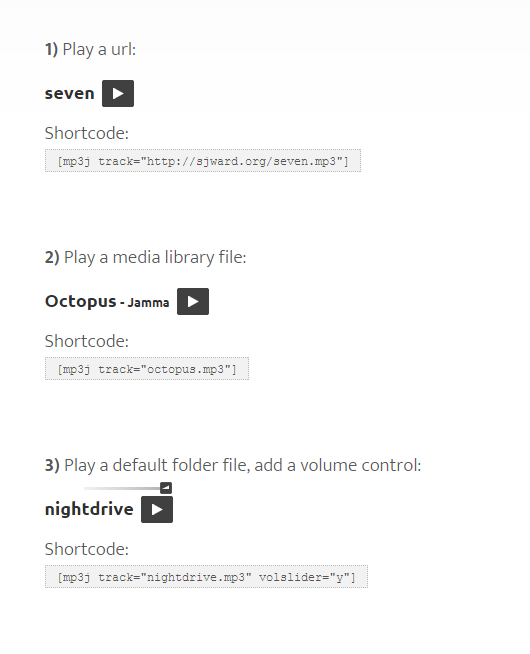 1) Play a url:
seven
Shortcode:
[mp3j track="http://sjward.org/seven.mp3"]
2) Play a media library file:
Octopus - Jamma
Shortcode:
[mp3j track="octopus.mp3"]
3) Play a default folder file, add a volume control:
nightdrive
Shortcode:
[mp3j track="nightdrive.mp3" volslider="y"]